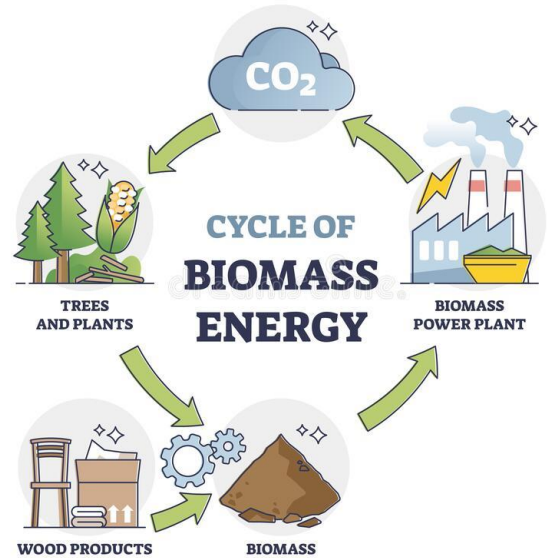 CO2
CYCLE OF
BIOMASS
ENERGY
TREES
AND PLANTS
BIOMASS
POWER PLANT
WOOD PRODUCTS
BIOMASS